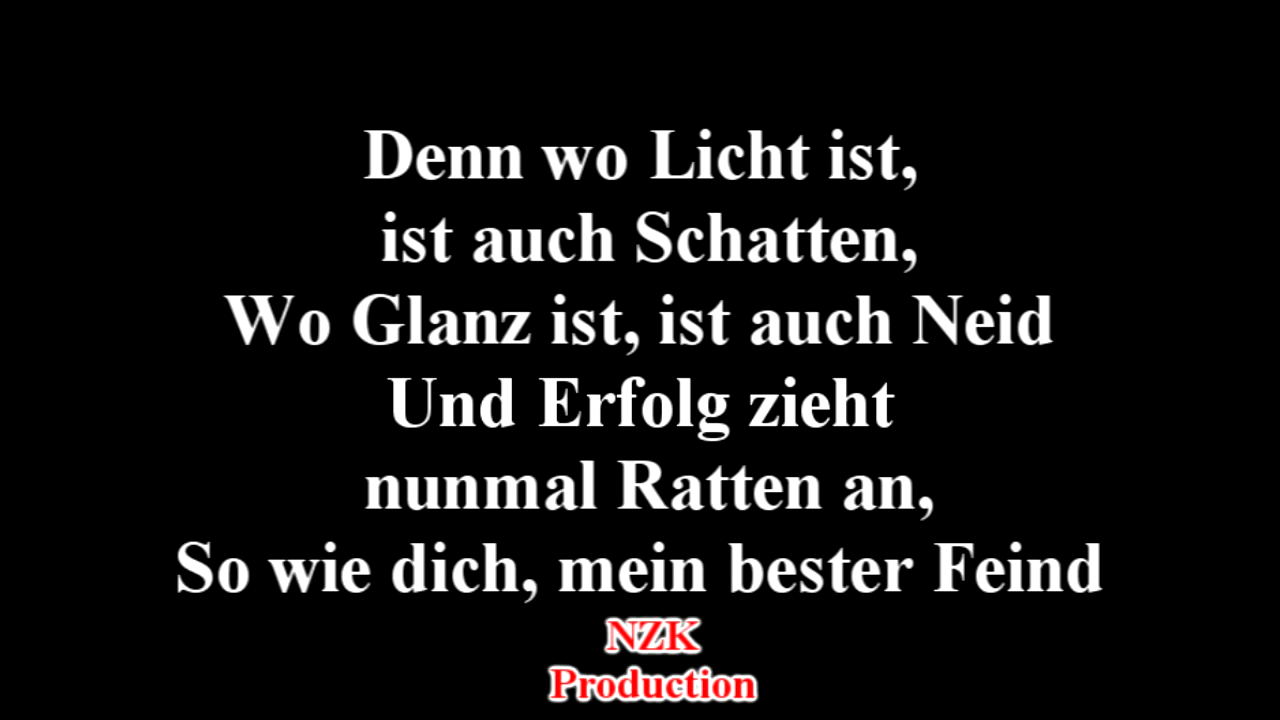 Denn wo Licht ist,
ist auch Schatten,
Wo Glanz ist, ist auch Neid
Und Erfolg zieht
nunmal Ratten an,
So wie dich, mein bester Feind
NZK
Production